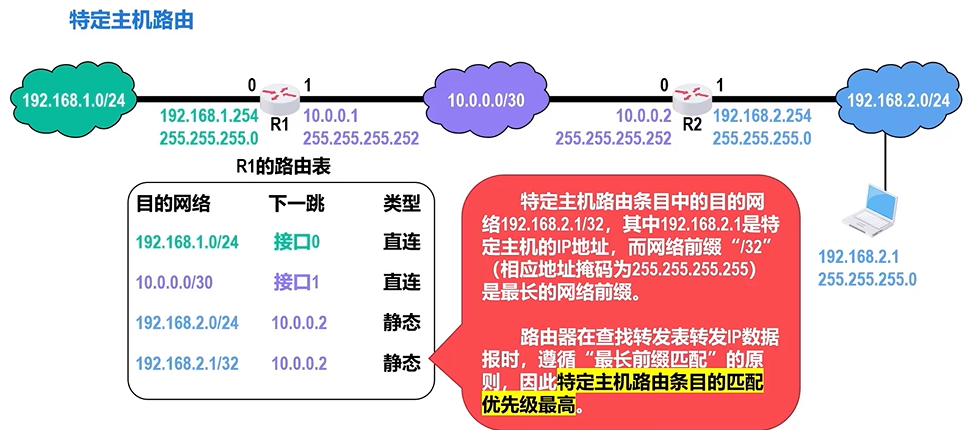 特定主机路由
192.168.1.0/24
0
1
R1
192.168.1.254
255.255.255.0
10.0.0.1
255.255.255.252
10.0.0.0/30
0
1
R2
10.0.0.2
255.255.255.252
192.168.2.254
255.255.255.0
192.168.2.0/24
192.168.2.1
255.255.255.0
R1的路由表
目的网络 下一跳 类型
192.168.1.0/24 接口0 直连
10.0.0.0/30 接口1 直连
192.168.2.0/24 10.0.0.2 静态
192.168.2.1/32 10.0.0.2 静态
特定主机路由条目中的目的网
络192.168.2.1/32，其中192.168.2.1是特
定主机的IP地址，而网络前缀“/32”
（相应地址掩码为255.255.255.255）
是最长的网络前缀。
路由器在查找转发表转发IP数据
报时，遵循“最长前缀匹配”的原
则，因此特定主机路由条目的匹配
优先级最高。